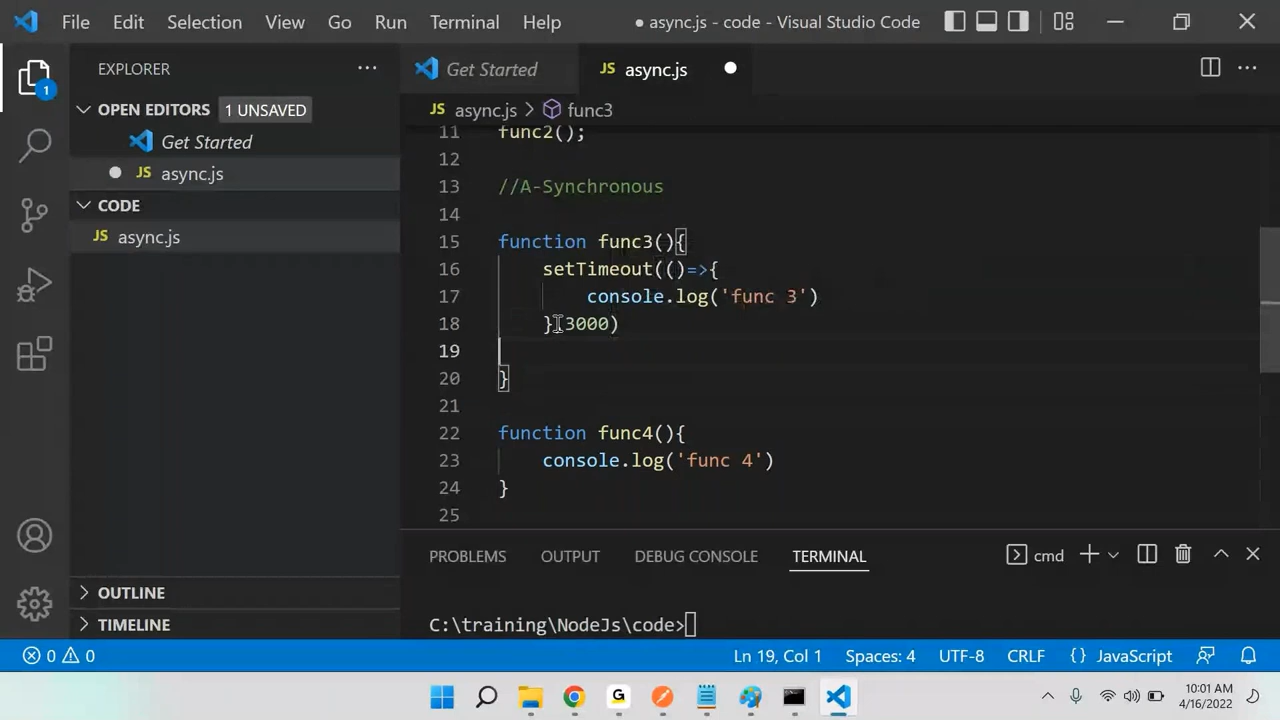 File Edit Selection View Go Run Terminal Help
● async.js - code - Visual Studio Code
EXPLORER
Get Started
JS async.js
OPEN EDITORS 1 UNSAVED
JS async.js > func3
Get Started
JS async.js
CODE
JS async.js
11 func2();
12
13 //A-Synchronous
14
15 function func3(){
16 setTimeout(()=>{
17 console.log('func 3')
18 } 3000)
19
20 }
21
22 function func4(){
23 console.log('func 4')
24 }
25
PROBLEMS OUTPUT DEBUG CONSOLE TERMINAL
cmd
C:\training\NodeJs\code>
OUTLINE
TIMELINE
1
0 0
Ln 19, Col 1 Spaces: 4 UTF-8 CRLF {} JavaScript
G
10:01 AM
4/16/2022